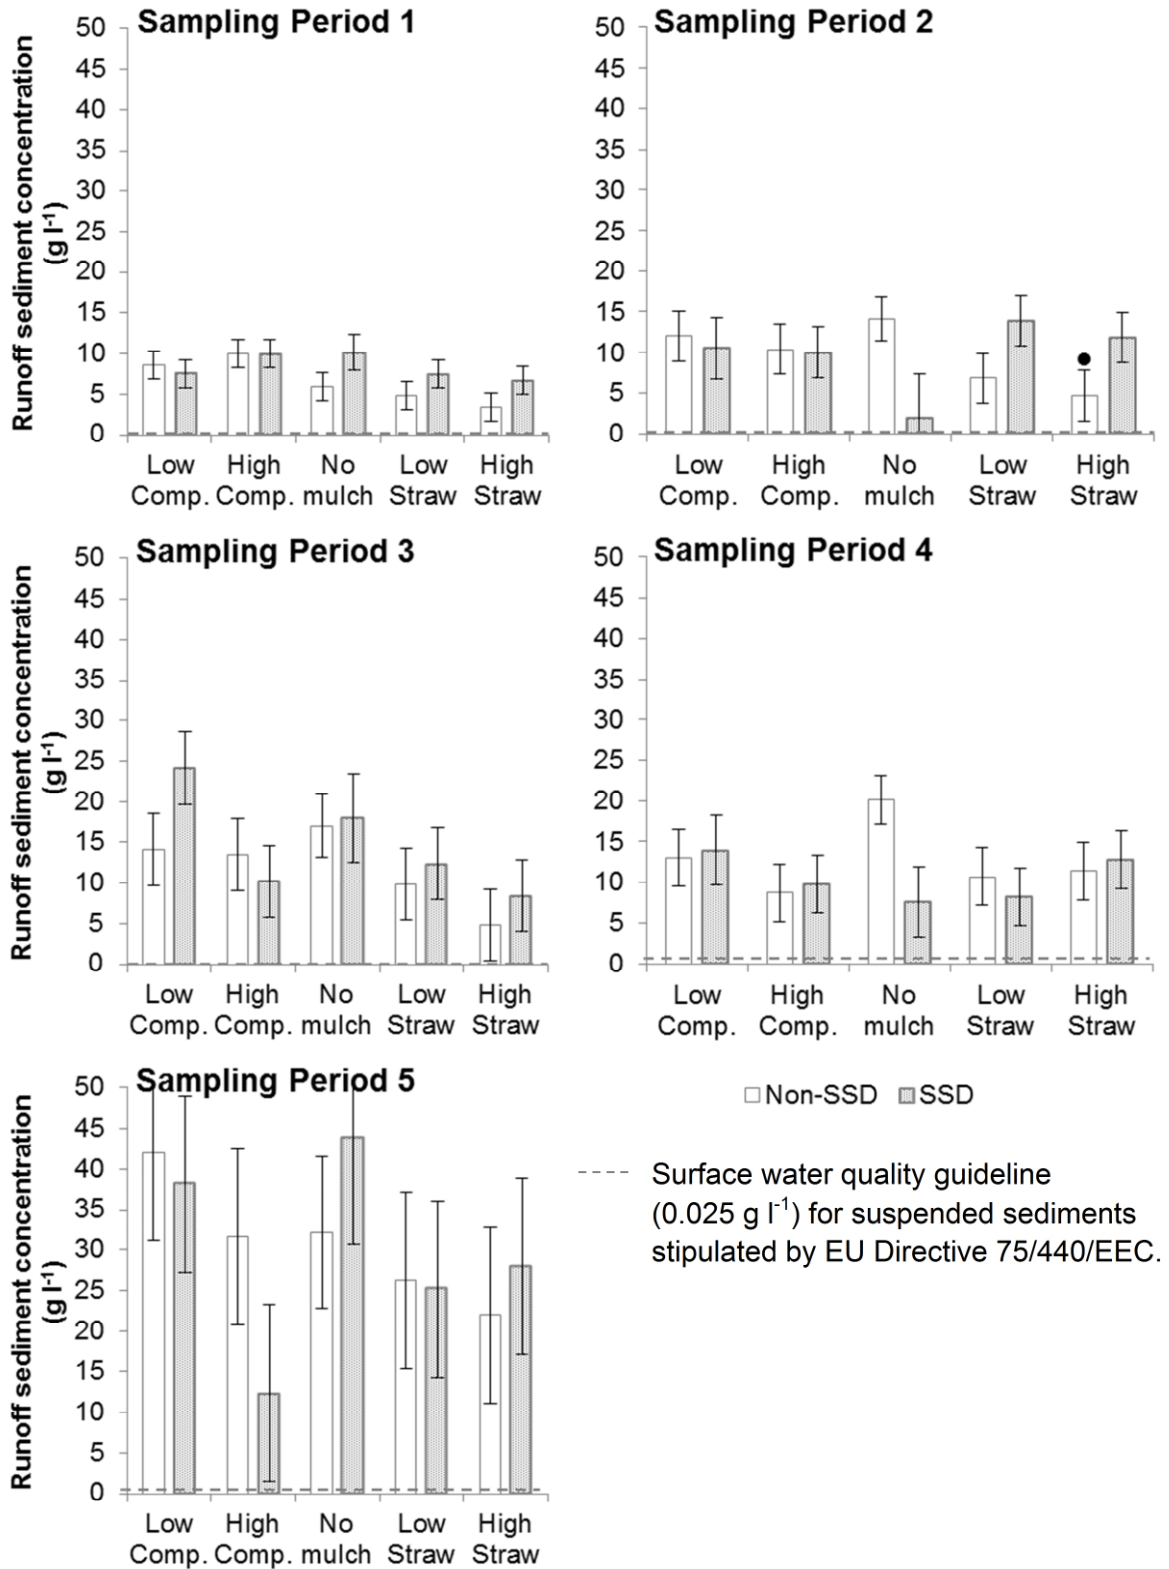 Sampling Period 1
Runoff sediment concentration
(g l⁻¹)
50
45
40
35
30
25
20
15
10
5
0
Low High No Low High
Comp. Comp. mulch Straw Straw
Sampling Period 2
50
45
40
35
30
25
20
15
10
5
0
Low High No Low High
Comp. Comp. mulch Straw Straw
Sampling Period 3
Runoff sediment concentration
(g l⁻¹)
50
45
40
35
30
25
20
15
10
5
0
Low High No Low High
Comp. Comp. mulch Straw Straw
Sampling Period 4
50
45
40
35
30
25
20
15
10
5
0
Low High No Low High
Comp. Comp. mulch Straw Straw
Sampling Period 5
Runoff sediment concentration
(g l⁻¹)
50
45
40
35
30
25
20
15
10
5
0
Low High No Low High
Comp. Comp. mulch Straw Straw
Non-SSD SSD
Surface water quality guideline
(0.025 g l⁻¹) for suspended sediments
stipulated by EU Directive 75/440/EEC.